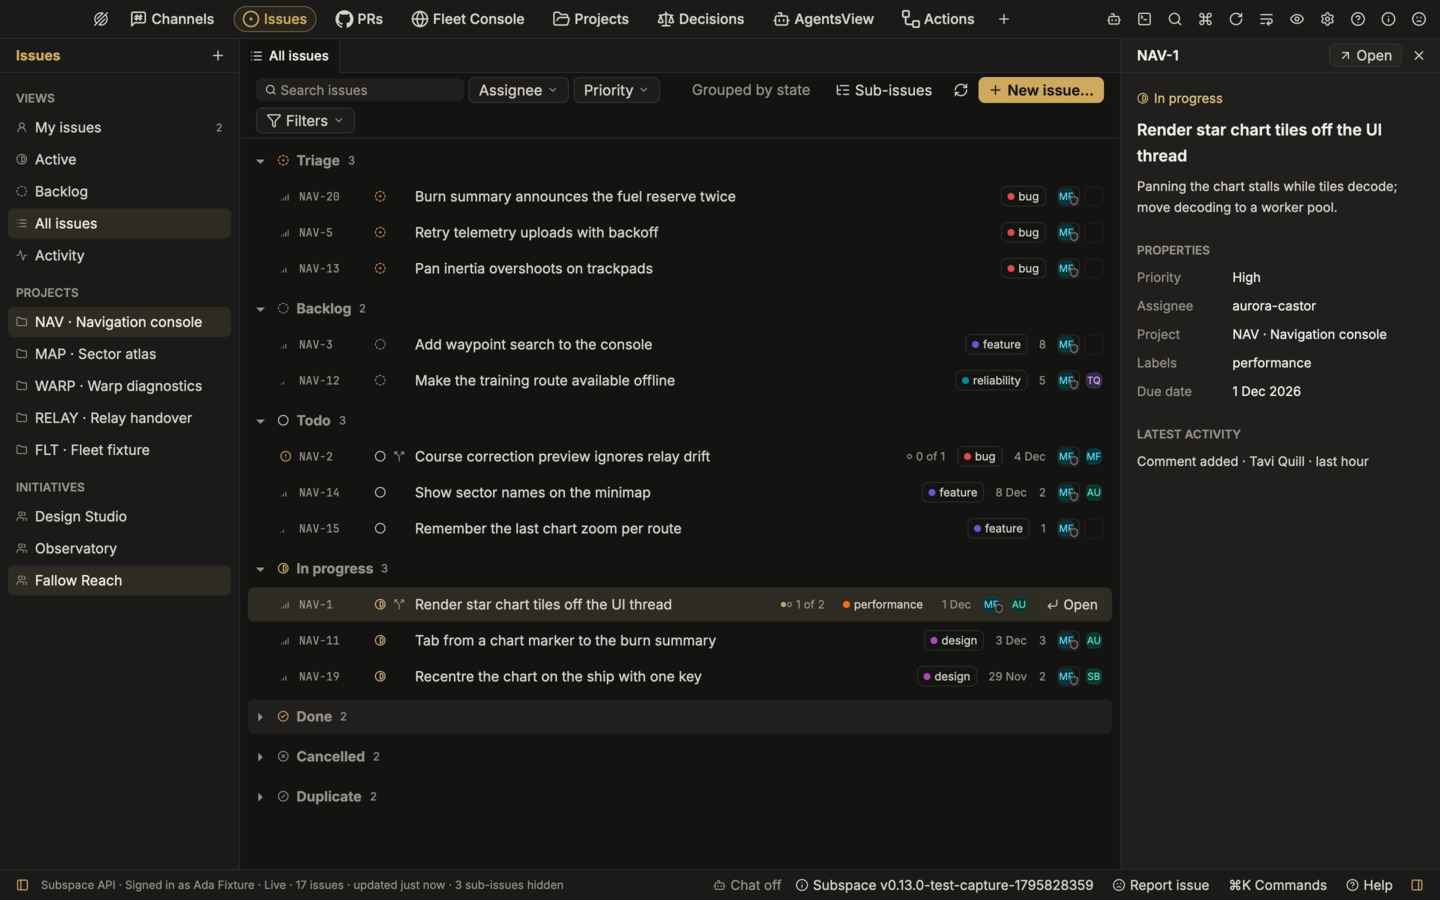 Channels Issues PRs Fleet Console Projects Decisions AgentsView Actions
Issues
VIEWS
My issues 2
Active
Backlog
All issues
Activity
PROJECTS
NAV · Navigation console
MAP · Sector atlas
WARP · Warp diagnostics
RELAY · Relay handover
FLT · Fleet fixture
INITIATIVES
Design Studio
Observatory
Fallow Reach
All issues
Search issues Assignee Priority Grouped by state Sub-issues New issue...
Filters
Triage 3
NAV-20 Burn summary announces the fuel reserve twice bug
NAV-5 Retry telemetry uploads with backoff bug
NAV-13 Pan inertia overshoots on trackpads bug
Backlog 2
NAV-3 Add waypoint search to the console feature 8
NAV-12 Make the training route available offline reliability 5 TQ
Todo 3
NAV-2 Course correction preview ignores relay drift 0 of 1 bug 4 Dec MF
NAV-14 Show sector names on the minimap feature 8 Dec 2 AU
NAV-15 Remember the last chart zoom per route feature 1
In progress 3
NAV-1 Render star chart tiles off the UI thread 1 of 2 performance 1 Dec AU Open
NAV-11 Tab from a chart marker to the burn summary design 3 Dec 3 AU
NAV-19 Recentre the chart on the ship with one key design 29 Nov 2 SB
Done 2
Cancelled 2
Duplicate 2
NAV-1 Open
In progress
Render star chart tiles off the UI
thread
Panning the chart stalls while tiles decode;
move decoding to a worker pool.
PROPERTIES
Priority High
Assignee aurora-castor
Project NAV · Navigation console
Labels performance
Due date 1 Dec 2026
LATEST ACTIVITY
Comment added · Tavi Quill · last hour
Subspace API · Signed in as Ada Fixture · Live · 17 issues · updated just now · 3 sub-issues hidden
Chat off Subspace v0.13.0-test-capture-1795828359 Report issue ⌘K Commands Help